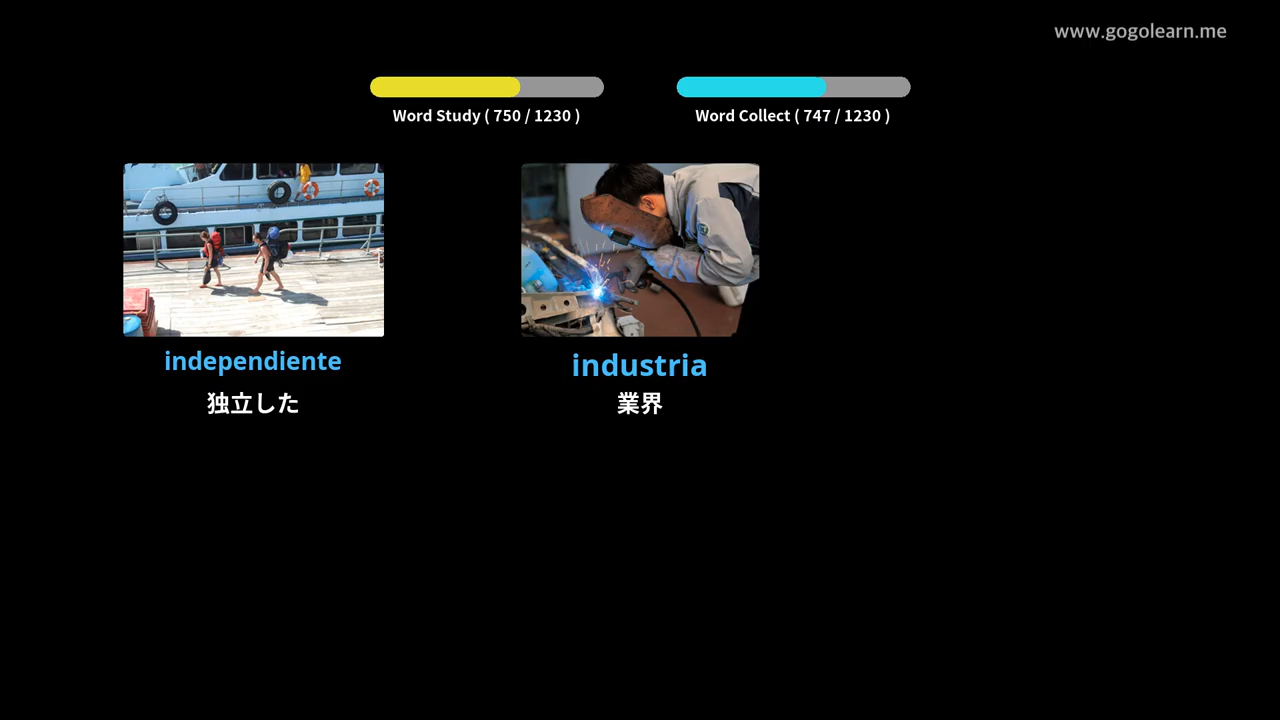 www.gogolearn.me
Word Study ( 750 / 1230 )
Word Collect ( 747 / 1230 )
independiente
独立した
industria
業界